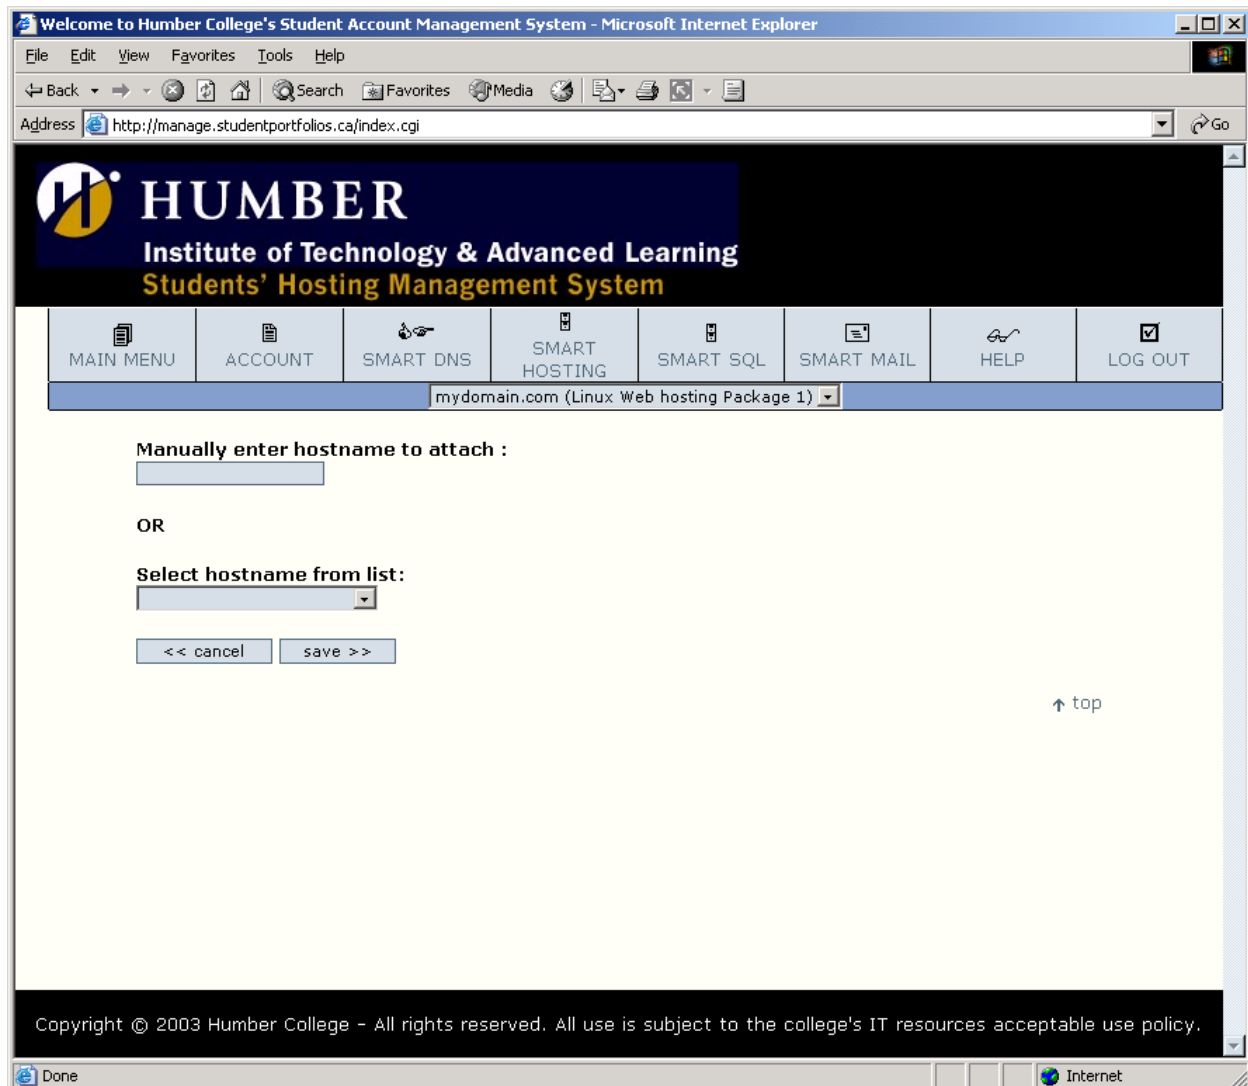 Welcome to Humber College's Student Account Management System - Microsoft Internet Explorer
File Edit View Favorites Tools Help
Back Search Favorites Media
Address http://manage.studentportfolios.ca/index.cgi Go
HUMBER
Institute of Technology & Advanced Learning
Students' Hosting Management System
MAIN MENU ACCOUNT SMART DNS SMART HOSTING SMART SQL SMART MAIL HELP LOG OUT
mydomain.com (Linux Web hosting Package 1)
Manually enter hostname to attach :
OR
Select hostname from list:
<< cancel save >>
top
Copyright © 2003 Humber College - All rights reserved. All use is subject to the college's IT resources acceptable use policy.
Done Internet